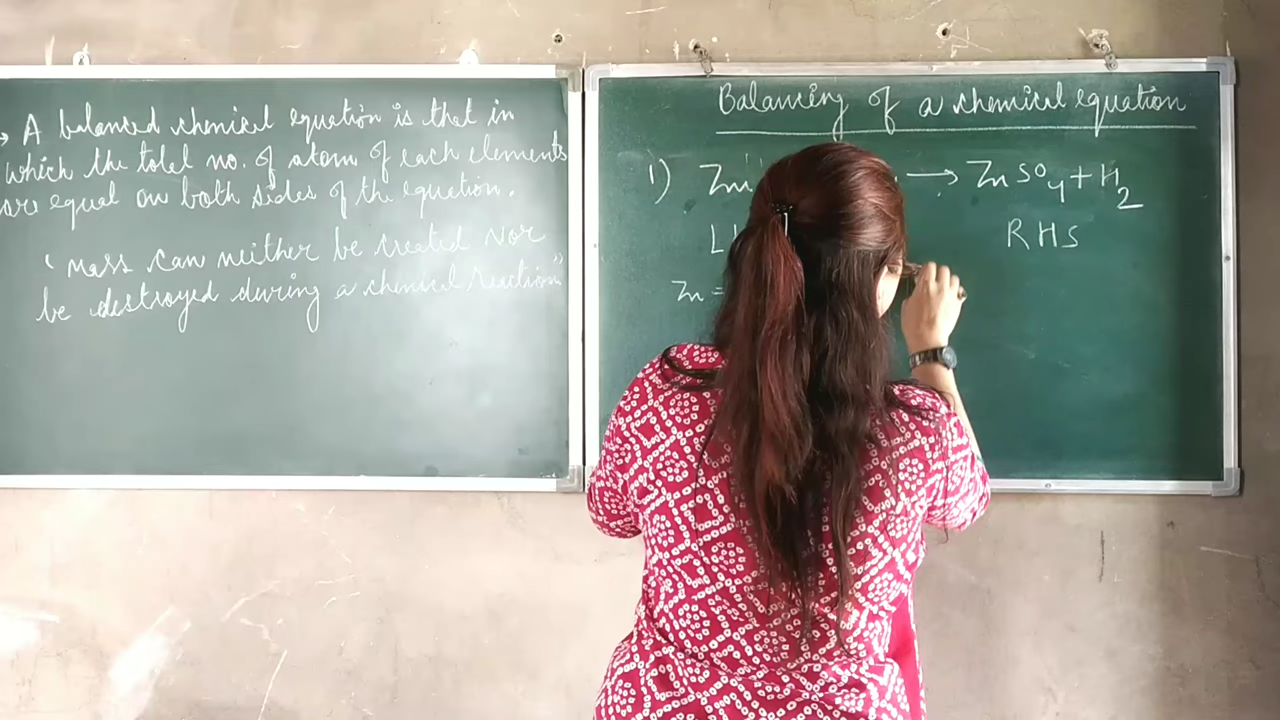 A balanced chemical equation is that in
which the total no. of atom of each elements
are equal on both sides of the equation.
' Mass can neither be created Nor
be destroyed during a chemical reaction"
Balancing of a chemical equation
1) Zn → ZnSO4 + H2
RHS
Zn =